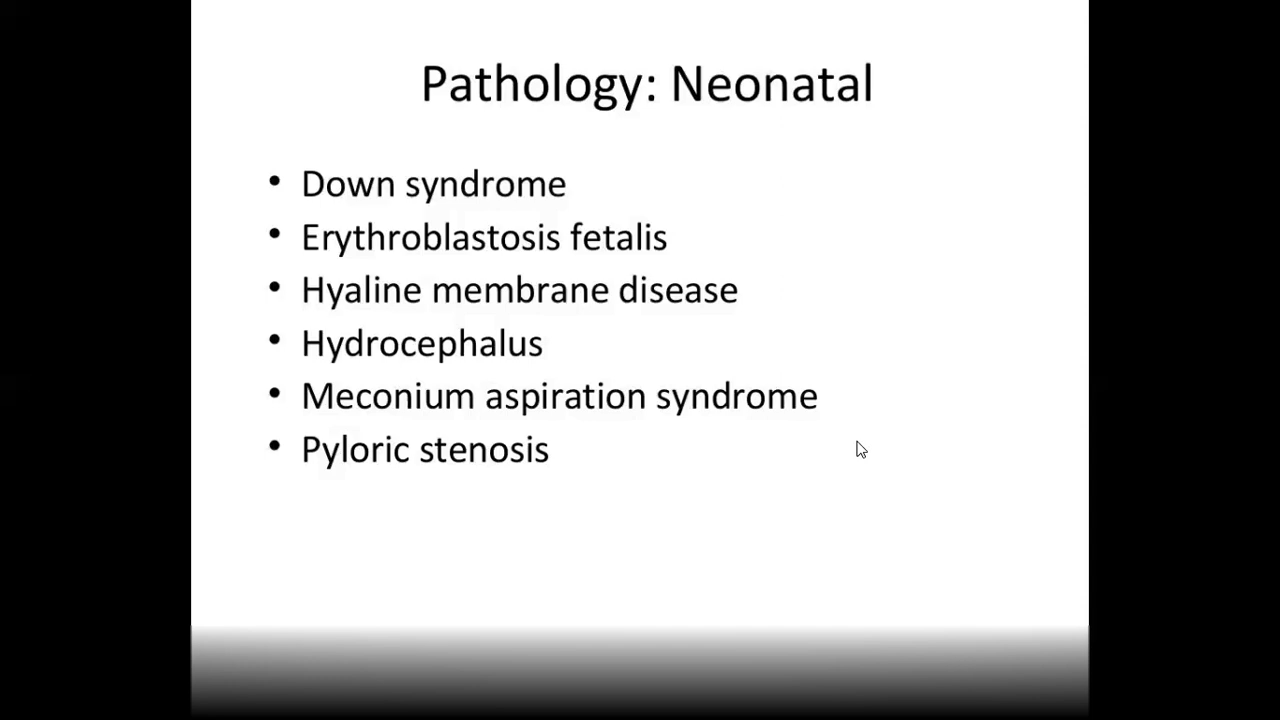 Pathology: Neonatal
• Down syndrome
• Erythroblastosis fetalis
• Hyaline membrane disease
• Hydrocephalus
• Meconium aspiration syndrome
• Pyloric stenosis